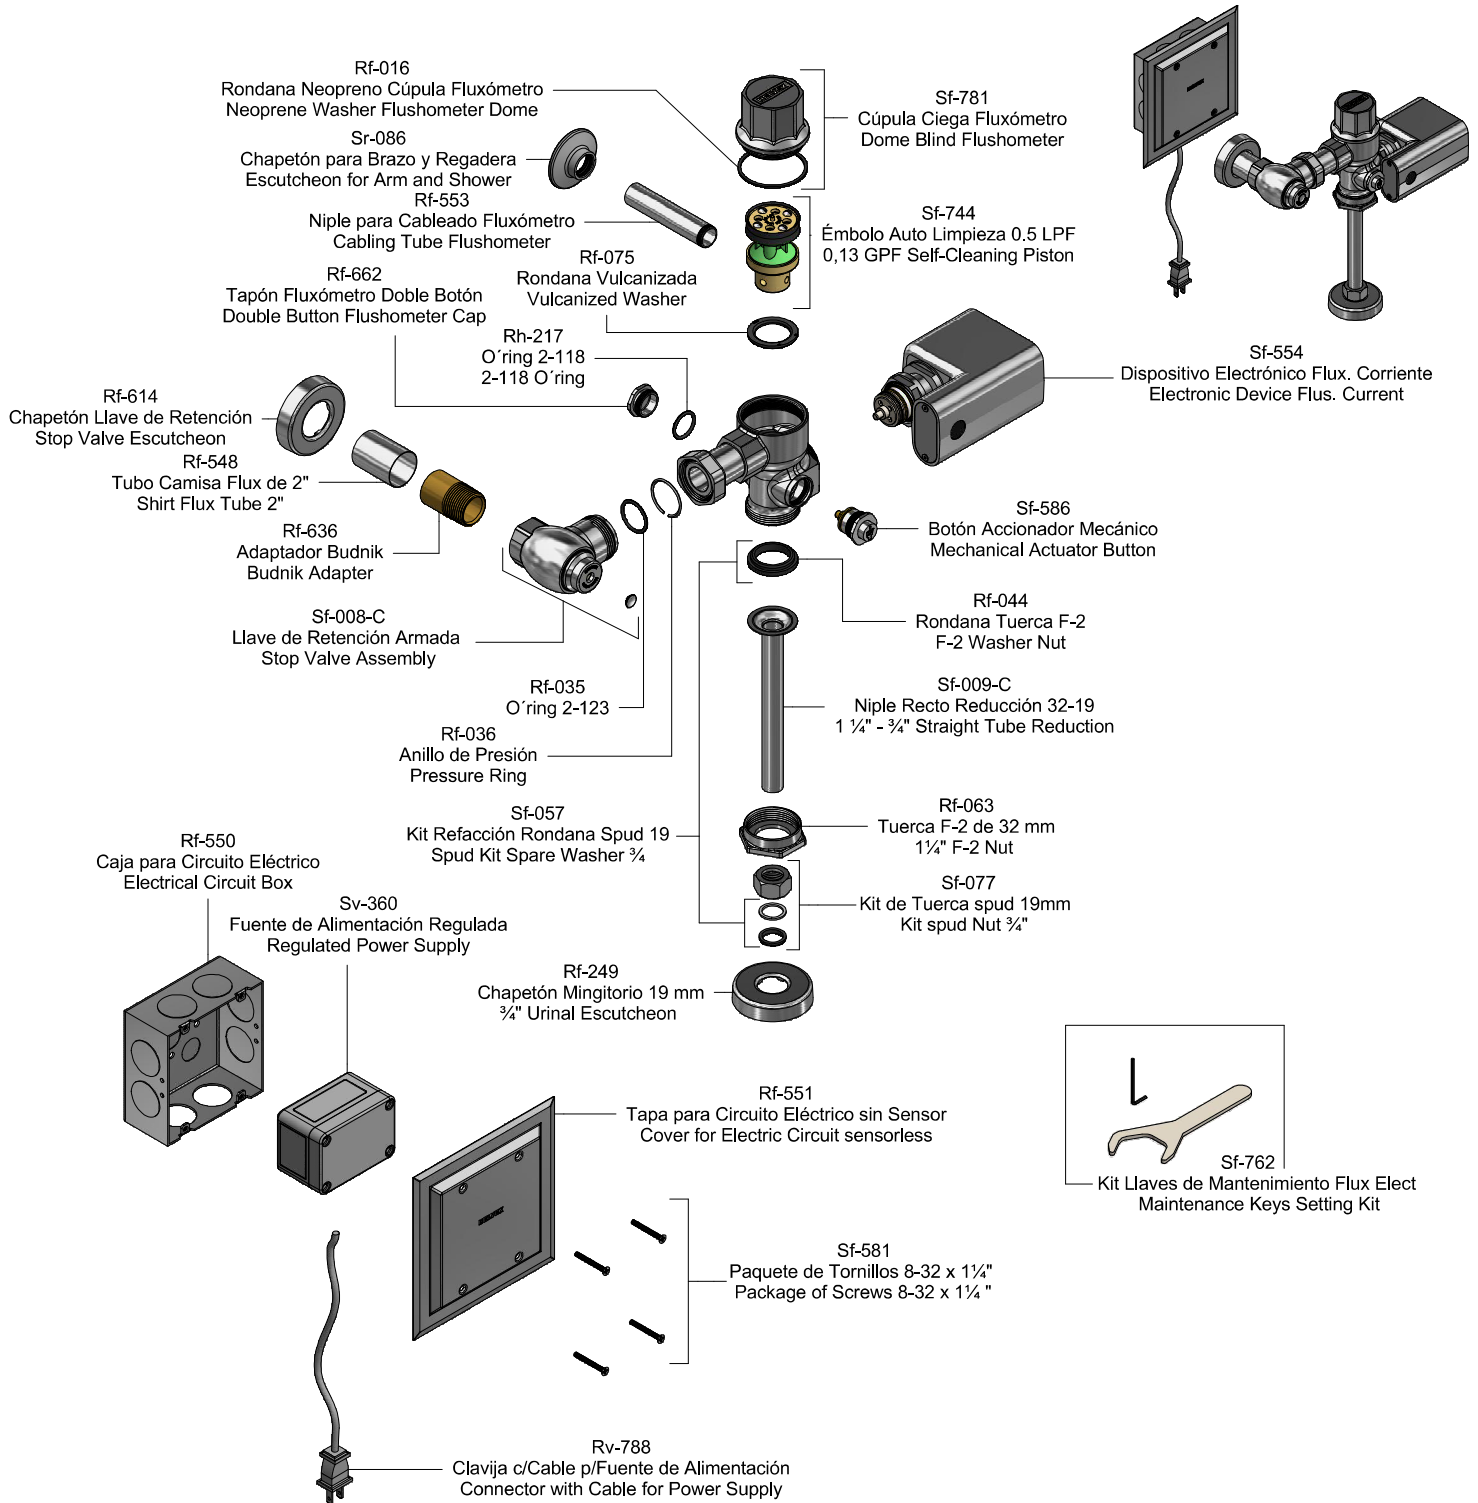 Rf-016
Rondana Neopreno Cúpula Fluxómetro
Neoprene Washer Flushometer Dome
Sr-086
Chapetón para Brazo y Regadera
Escutcheon for Arm and Shower
Rf-553
Niple para Cableado Fluxómetro
Cabling Tube Flushometer
Rf-662
Tapón Fluxómetro Doble Botón
Double Button Flushometer Cap
Rf-075
Rondana Vulcanizada
Vulcanized Washer
Rh-217
O´ring 2-118
2-118 O´ring
Sf-781
Cúpula Ciega Fluxómetro
Dome Blind Flushometer
Sf-744
Émbolo Auto Limpieza 0.5 LPF
0,13 GPF Self-Cleaning Piston
Sf-554
Dispositivo Electrónico Flux. Corriente
Electronic Device Flus. Current
Rf-614
Chapetón Llave de Retención
Stop Valve Escutcheon
Rf-548
Tubo Camisa Flux de 2"
Shirt Flux Tube 2"
Rf-636
Adaptador Budnik
Budnik Adapter
Sf-008-C
Llave de Retención Armada
Stop Valve Assembly
Rf-035
O´ring 2-123
Rf-036
Anillo de Presión
Pressure Ring
Sf-586
Botón Accionador Mecánico
Mechanical Actuator Button
Rf-044
Rondana Tuerca F-2
F-2 Washer Nut
Sf-009-C
Niple Recto Reducción 32-19
1 ¼" - ¾" Straight Tube Reduction
Sf-057
Kit Refacción Rondana Spud 19
Spud Kit Spare Washer ¾
Rf-063
Tuerca F-2 de 32 mm
1¼" F-2 Nut
Sf-077
Kit de Tuerca spud 19mm
Kit spud Nut ¾"
Rf-249
Chapetón Mingitorio 19 mm
¾" Urinal Escutcheon
Rf-550
Caja para Circuito Eléctrico
Electrical Circuit Box
Sv-360
Fuente de Alimentación Regulada
Regulated Power Supply
Rf-551
Tapa para Circuito Eléctrico sin Sensor
Cover for Electric Circuit sensorless
Sf-762
Kit Llaves de Mantenimiento Flux Elect
Maintenance Keys Setting Kit
Sf-581
Paquete de Tornillos 8-32 x 1¼"
Package of Screws 8-32 x 1¼ "
Rv-788
Clavija c/Cable p/Fuente de Alimentación
Connector with Cable for Power Supply